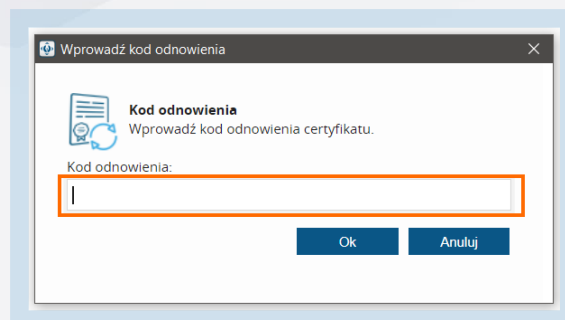 Wprowadź kod odnowienia
Kod odnowienia
Wprowadź kod odnowienia certyfikatu.
Kod odnowienia:
Ok
Anuluj